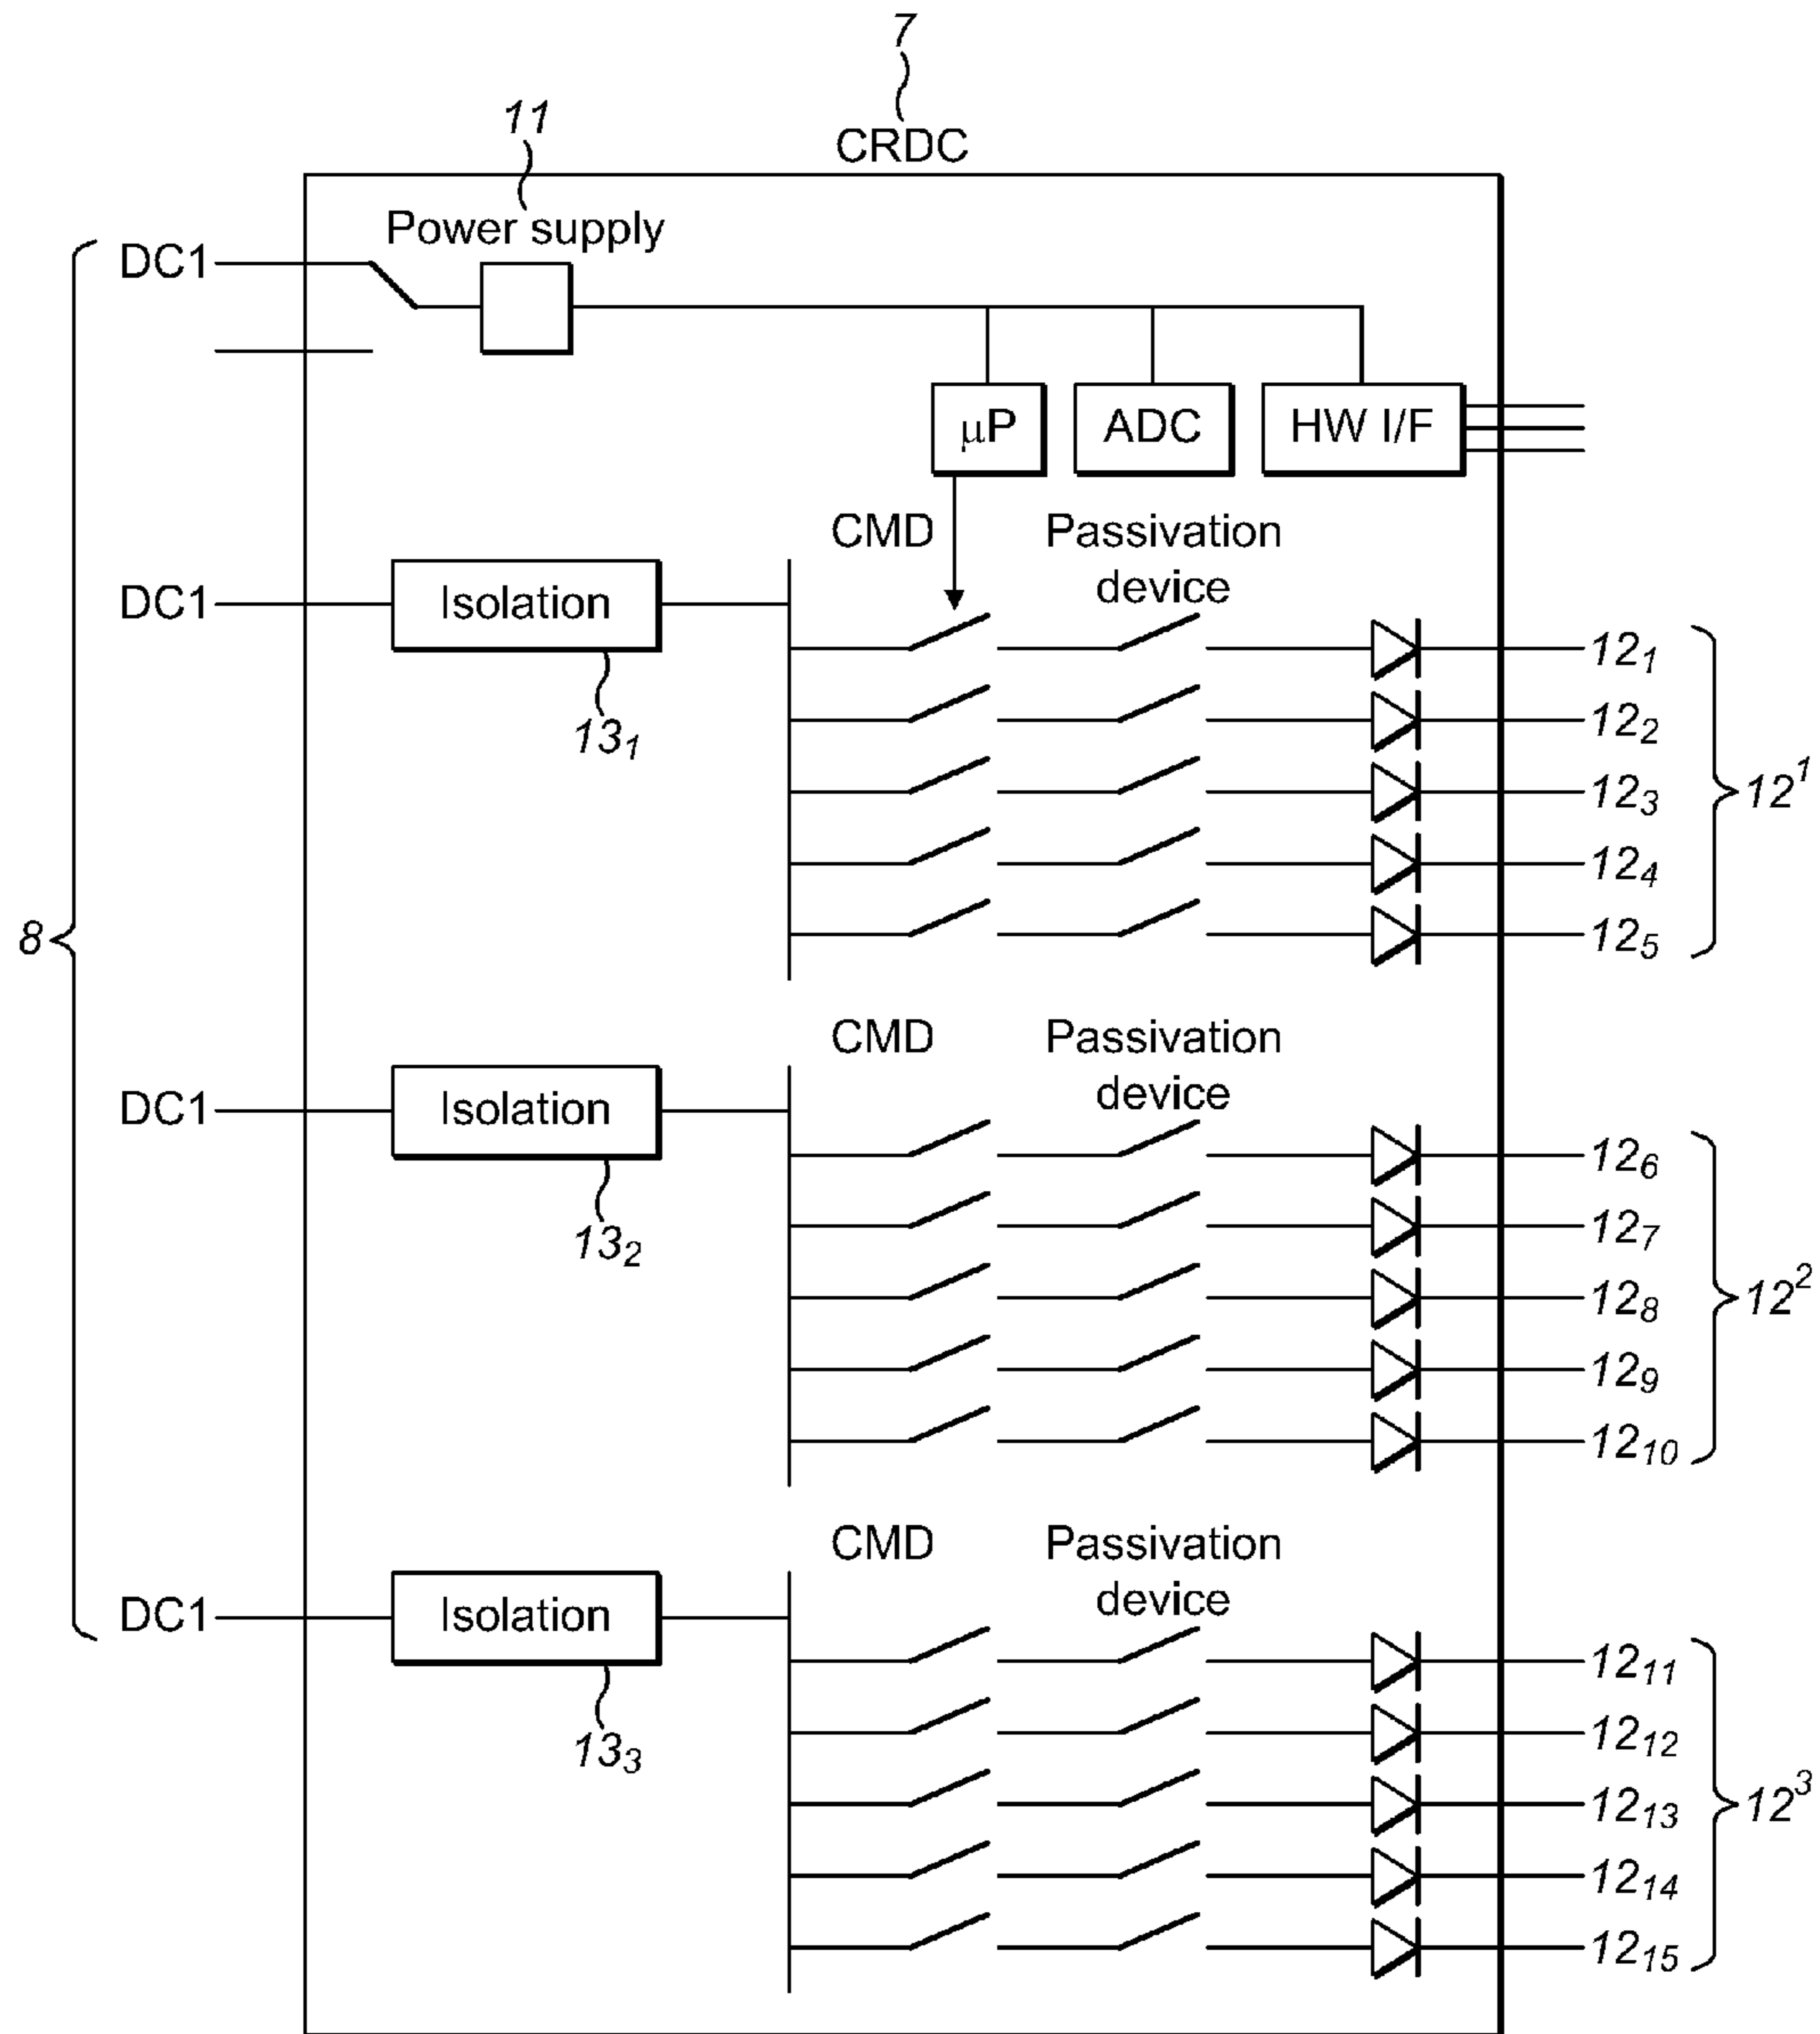 7
CRDC
11
Power supply
DC1
μP
ADC
HW I/F
CMD
Passivation
device
DC1
Isolation
13₁
12₁
12₂
12₃
12₄
12₅
12¹
8
CMD
Passivation
device
DC1
Isolation
13₂
12₆
12₇
12₈
12₉
12₁₀
12²
CMD
Passivation
device
DC1
Isolation
13₃
12₁₁
12₁₂
12₁₃
12₁₄
12₁₅
12³